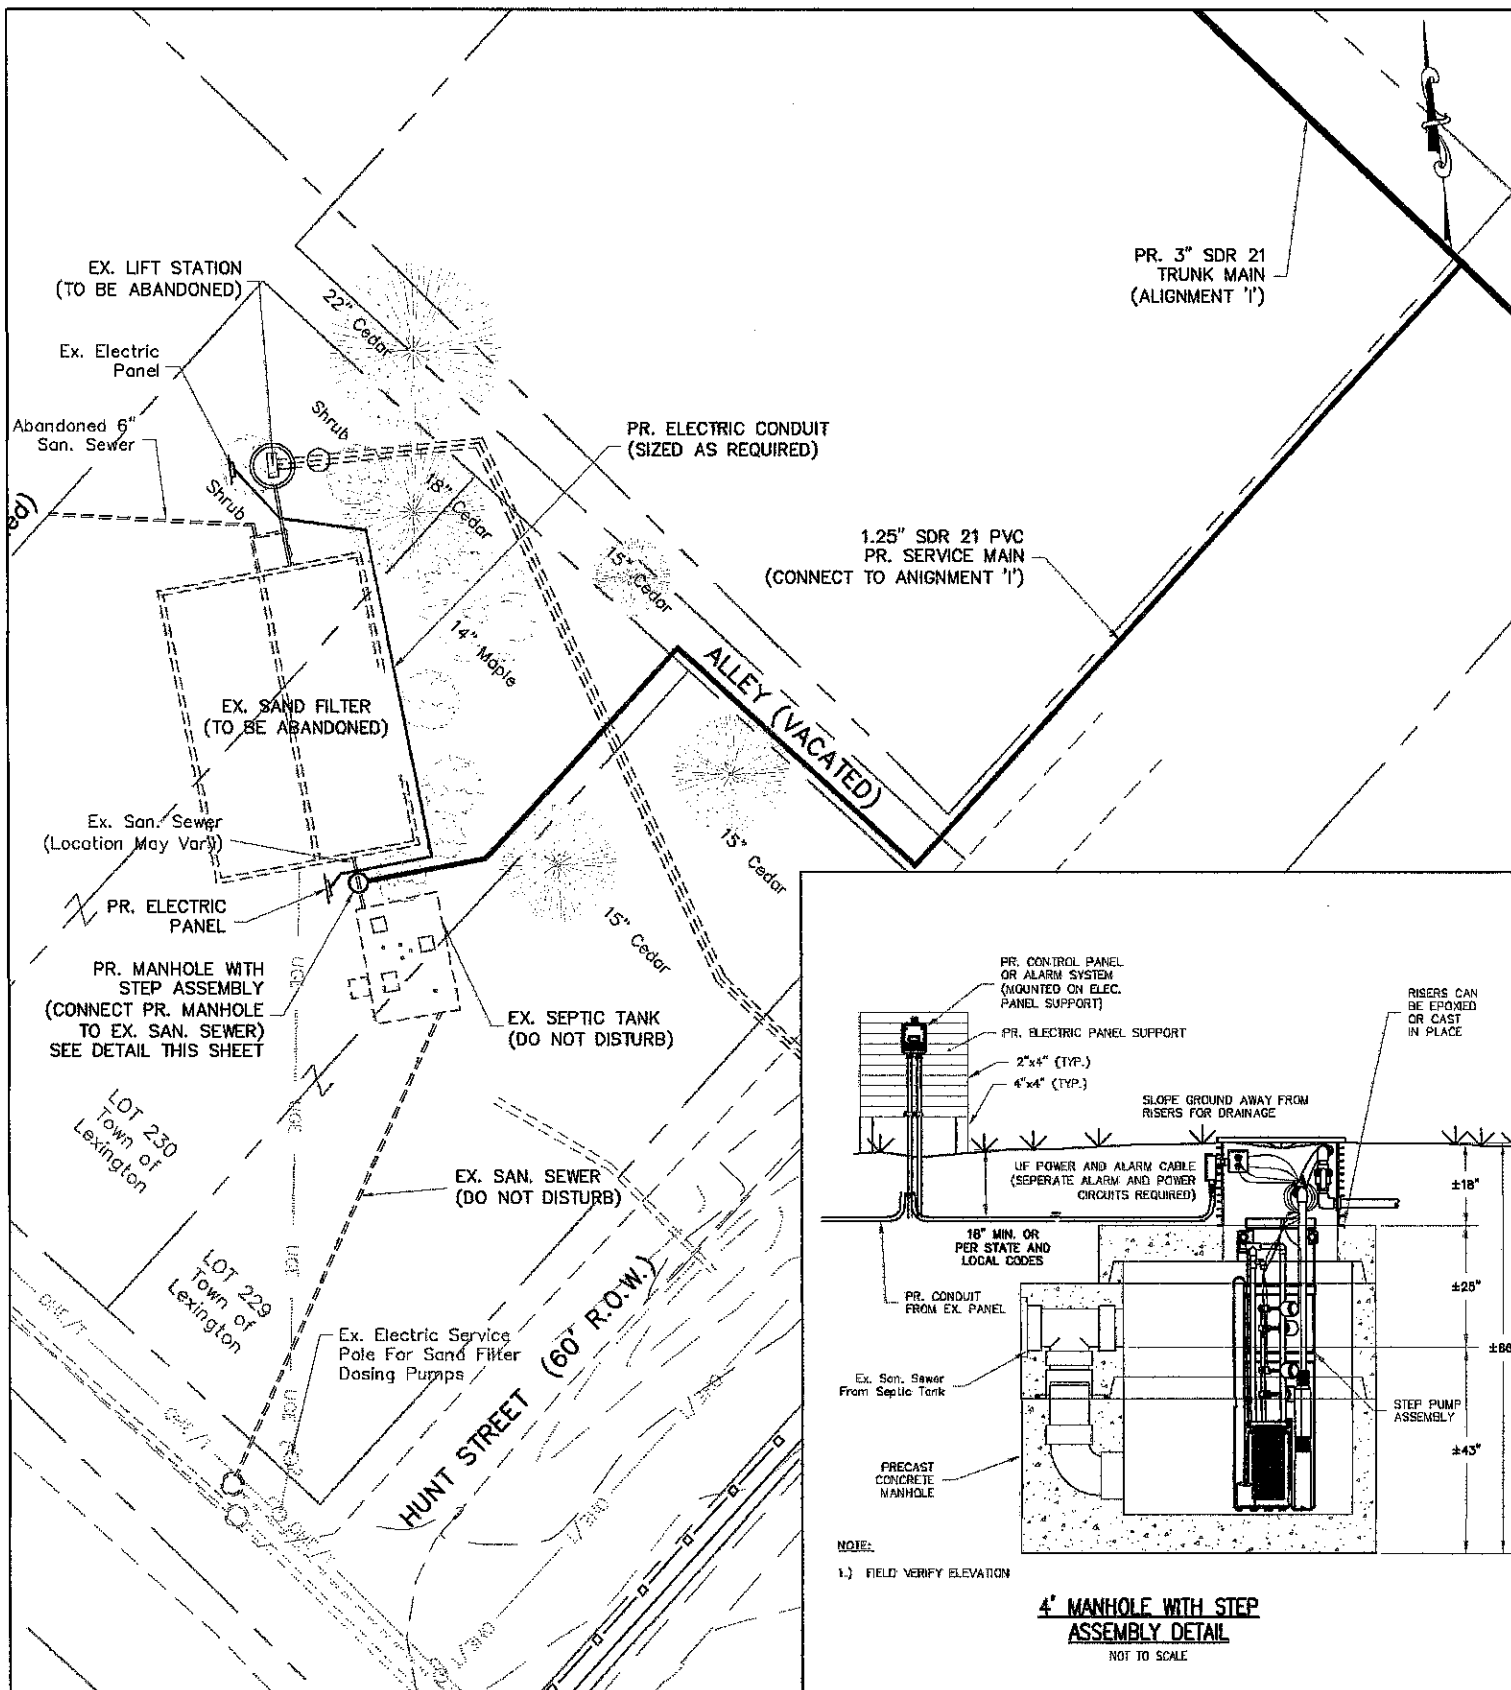 EX. LIFT STATION
(TO BE ABANDONED)
Ex. Electric
Panel
Abandoned 6"
San. Sewer
22" Cedar
Shrub
Shrub
18" Cedar
PR. ELECTRIC CONDUIT
(SIZED AS REQUIRED)
PR. 3" SDR 21
TRUNK MAIN
(ALIGNMENT 'I')
1.25" SDR 21 PVC
PR. SERVICE MAIN
(CONNECT TO ANIGNMENT 'I')
15" Cedar
14" Maple
ALLEY (VACATED)
EX. SAND FILTER
(TO BE ABANDONED)
Ex. San. Sewer
(Location May Vary)
15" Cedar
15" Cedar
PR. ELECTRIC
PANEL
PR. MANHOLE WITH
STEP ASSEMBLY
(CONNECT PR. MANHOLE
TO EX. SAN. SEWER)
SEE DETAIL THIS SHEET
UGE
EX. SEPTIC TANK
(DO NOT DISTURB)
LOT 230
Town of
Lexington
UGE
EX. SAN. SEWER
(DO NOT DISTURB)
LOT 229
Town of
Lexington
UGE
OHE/T
Ex. Electric Service
Pole For Sand Filter
Dosing Pumps
HUNT STREET (60' R.O.W.)
UGE
OHE/T
OHE/T
OHE/T
OHE/T
PR. CONTROL PANEL
OR ALARM SYSTEM
(MOUNTED ON ELEC.
PANEL SUPPORT)
PR. ELECTRIC PANEL SUPPORT
2"x4" (TYP.)
4"x4" (TYP.)
RISERS CAN
BE EPOXIED
OR CAST
IN PLACE
SLOPE GROUND AWAY FROM
RISERS FOR DRAINAGE
UF POWER AND ALARM CABLE
(SEPERATE ALARM AND POWER
CIRCUITS REQUIRED)
18" MIN. OR
PER STATE AND
LOCAL CODES
±18"
±25"
±43"
PR. CONDUIT
FROM EX. PANEL
Ex. San. Sewer
From Septic Tank
STEP PUMP
ASSEMBLY
PRECAST
CONCRETE
MANHOLE
NOTE:
1.) FIELD VERIFY ELEVATION
4' MANHOLE WITH STEP
ASSEMBLY DETAIL
NOT TO SCALE